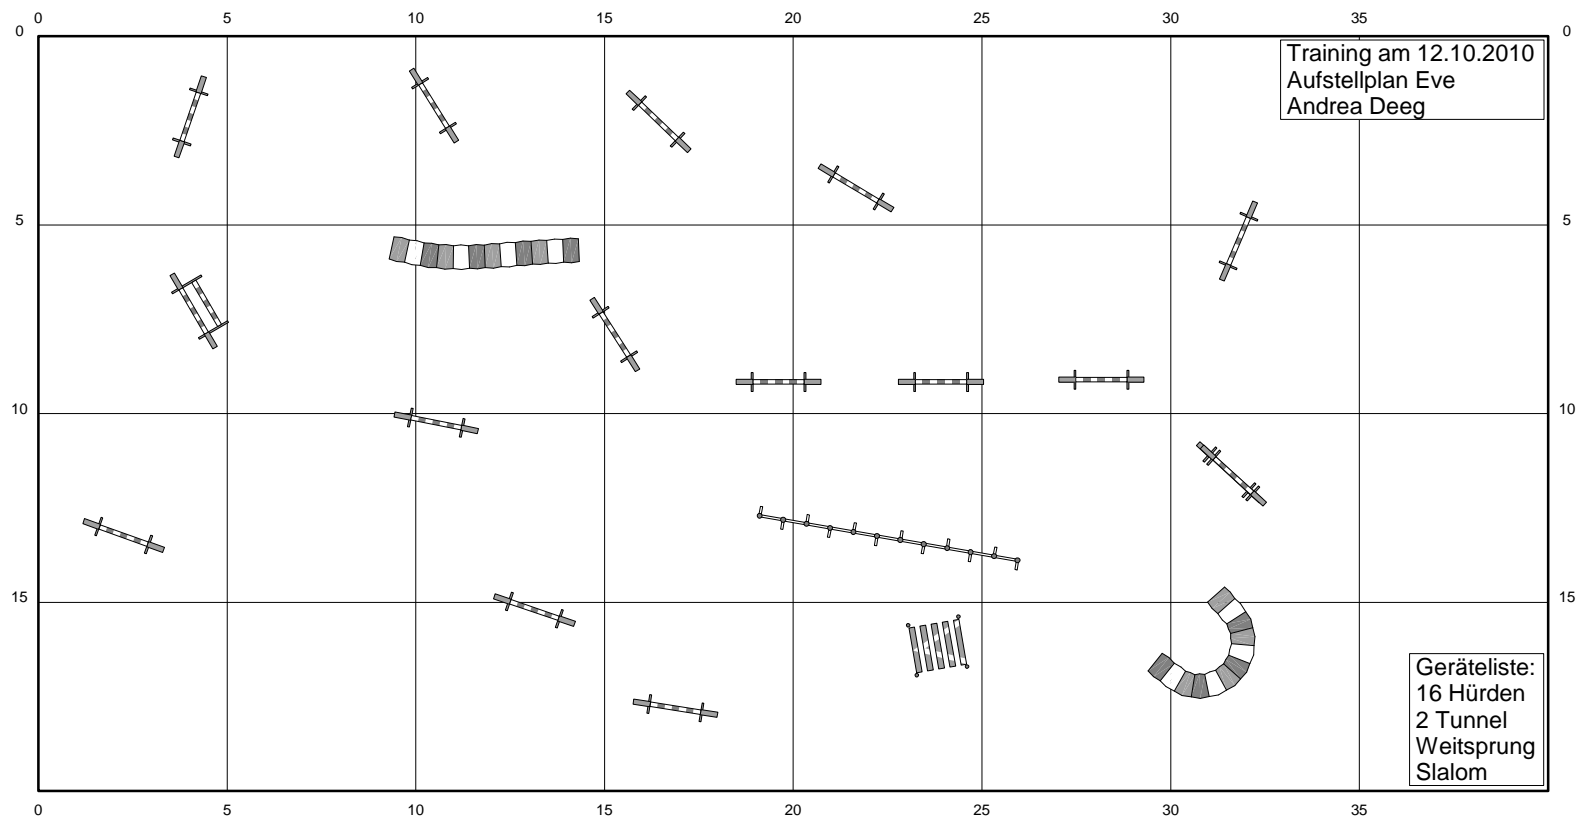 0 5 10 15 20 25 30 35
0 0
Training am 12.10.2010
Aufstellplan Eve
Andrea Deeg
5 5
10 10
15 15
Geräteliste:
16 Hürden
2 Tunnel
Weitsprung
Slalom
0 5 10 15 20 25 30 35